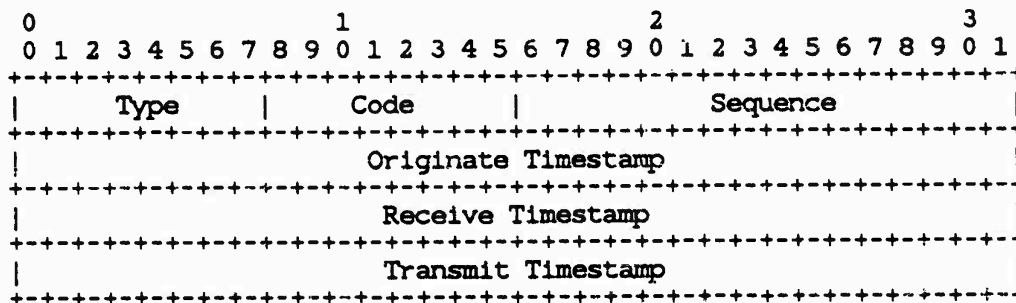 0                   1                   2                   3
0 1 2 3 4 5 6 7 8 9 0 1 2 3 4 5 6 7 8 9 0 1 2 3 4 5 6 7 8 9 0 1
+-+-+-+-+-+-+-+-+-+-+-+-+-+-+-+-+-+-+-+-+-+-+-+-+-+-+-+-+-+-+-+-+
|     Type      |     Code      |           Sequence            |
+-+-+-+-+-+-+-+-+-+-+-+-+-+-+-+-+-+-+-+-+-+-+-+-+-+-+-+-+-+-+-+-+
|                      Originate Timestamp                      |
+-+-+-+-+-+-+-+-+-+-+-+-+-+-+-+-+-+-+-+-+-+-+-+-+-+-+-+-+-+-+-+-+
|                       Receive Timestamp
+-+-+-+-+-+-+-+-+-+-+-+-+-+-+-+-+-+-+-+-+-+-+-+-+-+-+-+-+-+-+-+-+
|                       Transmit Timestamp
+-+-+-+-+-+-+-+-+-+-+-+-+-+-+-+-+-+-+-+-+-+-+-+-+-+-+-+-+-+-+-+-+